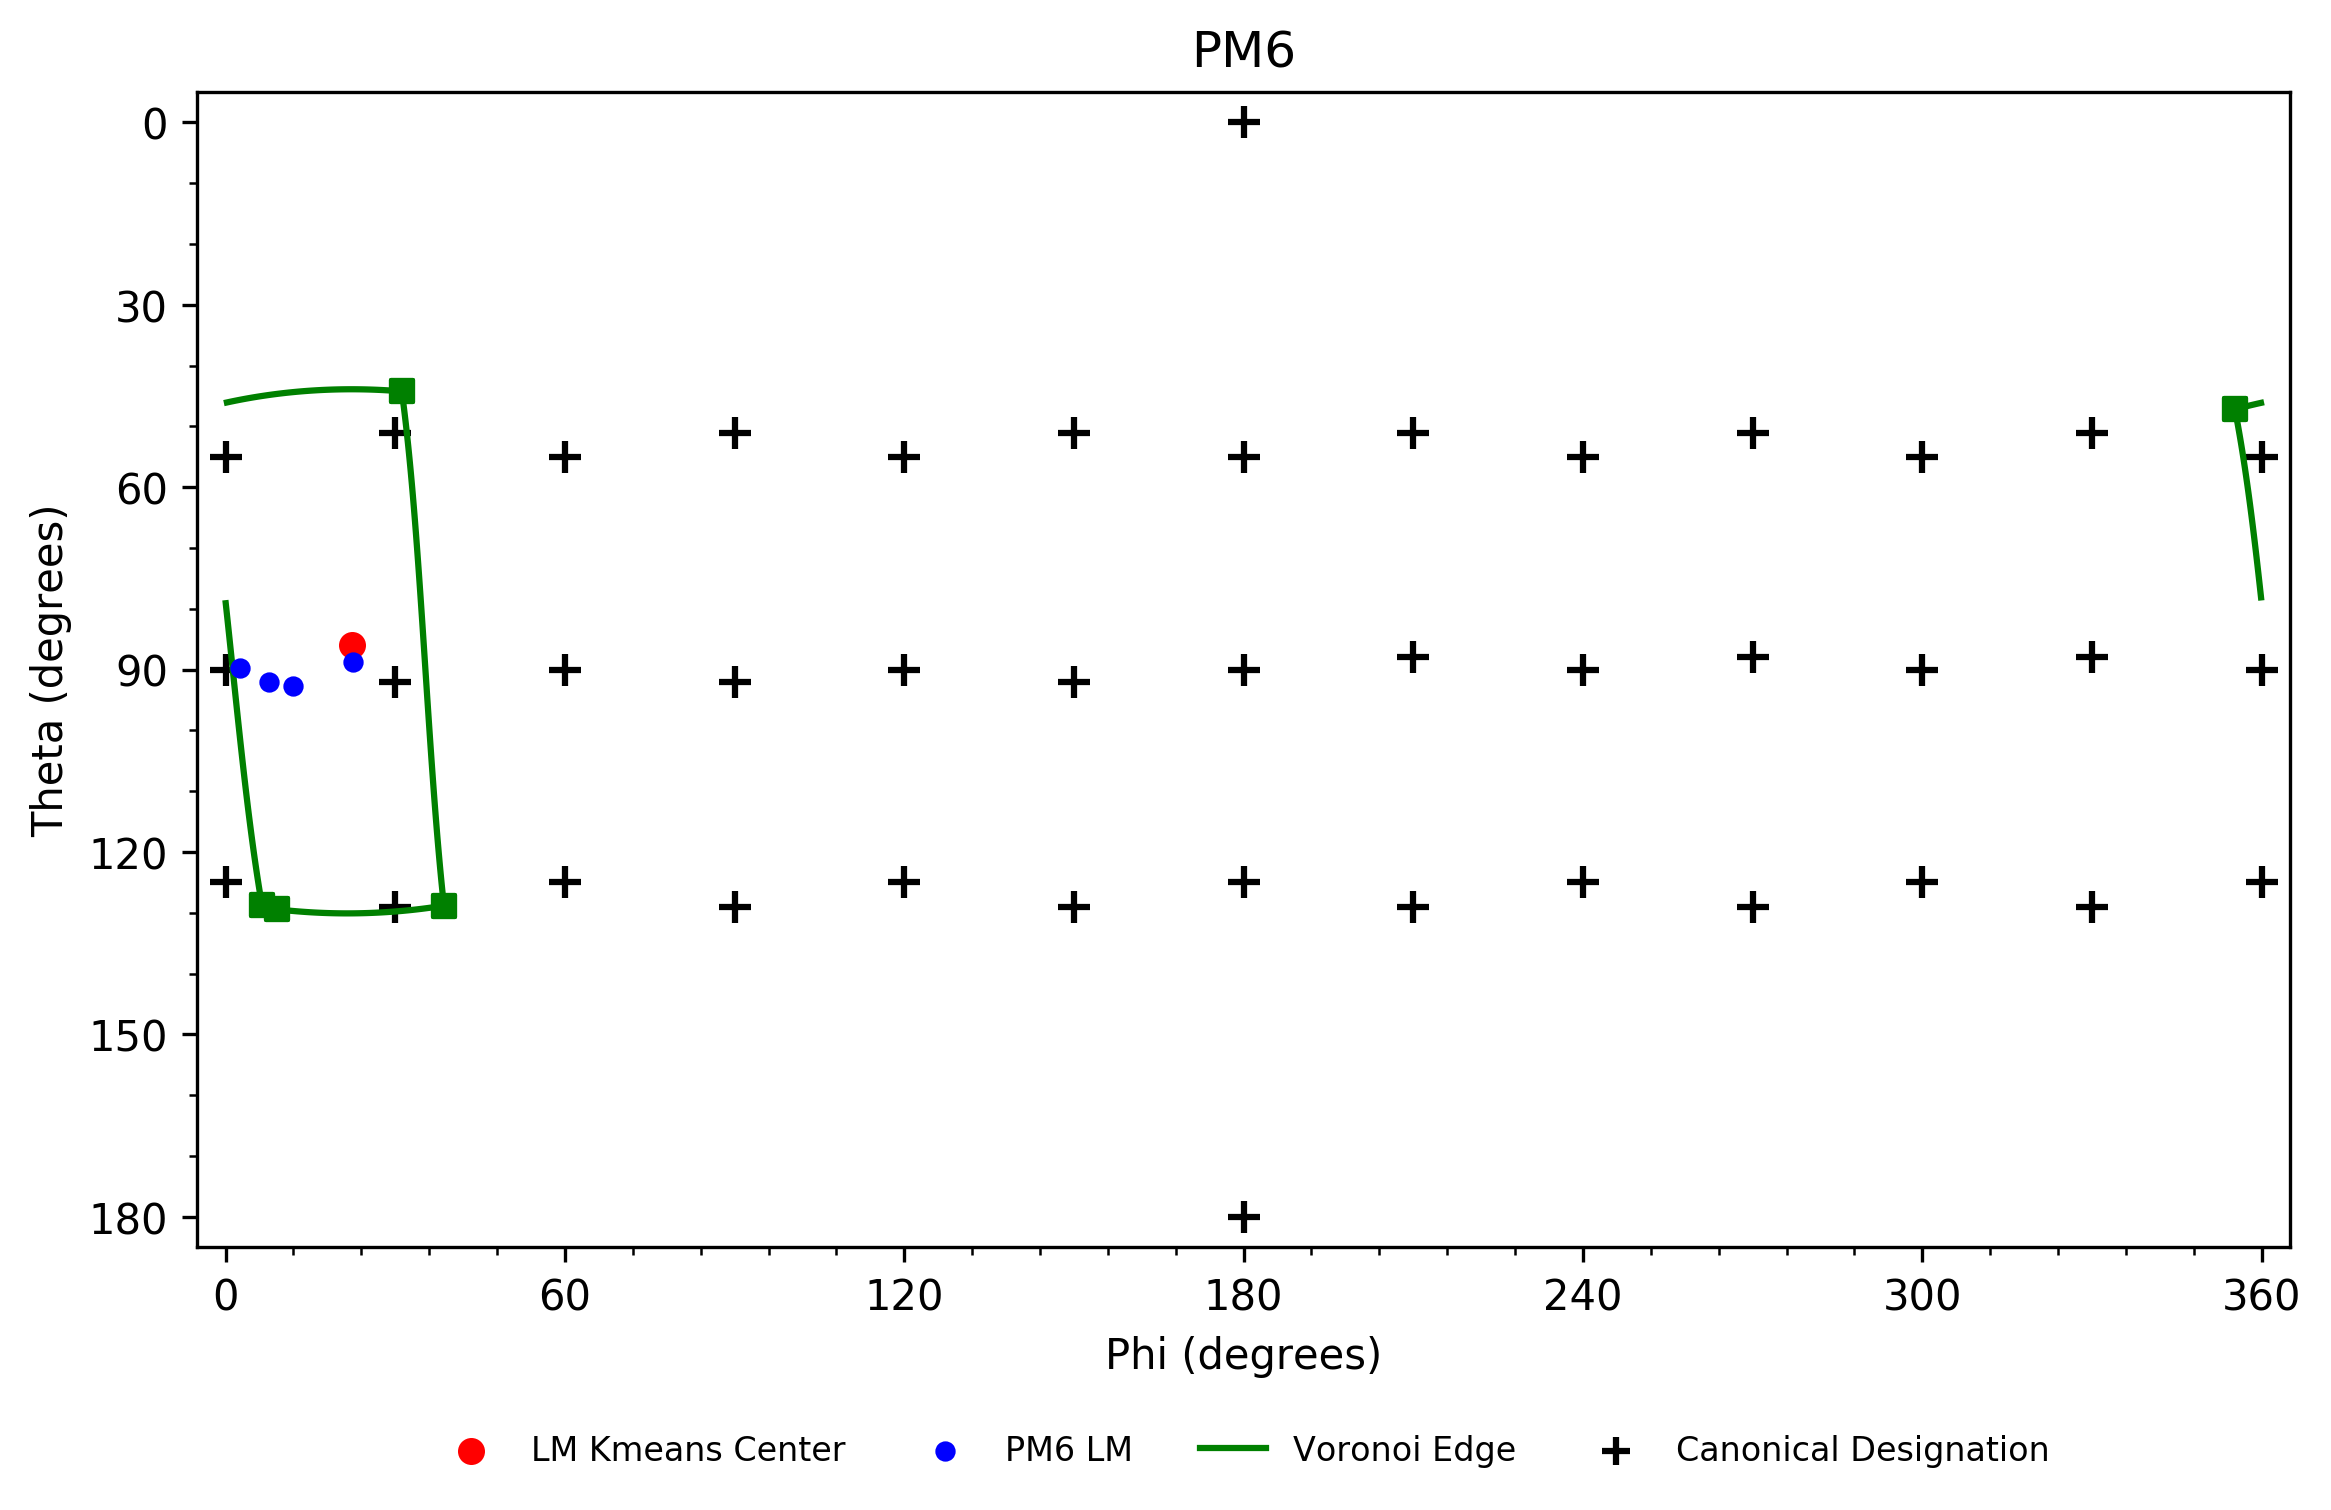 PM6
0
30
60
90
120
150
180
Theta (degrees)
0 60 120 180 240 300 360
Phi (degrees)
LM Kmeans Center PM6 LM Voronoi Edge Canonical Designation